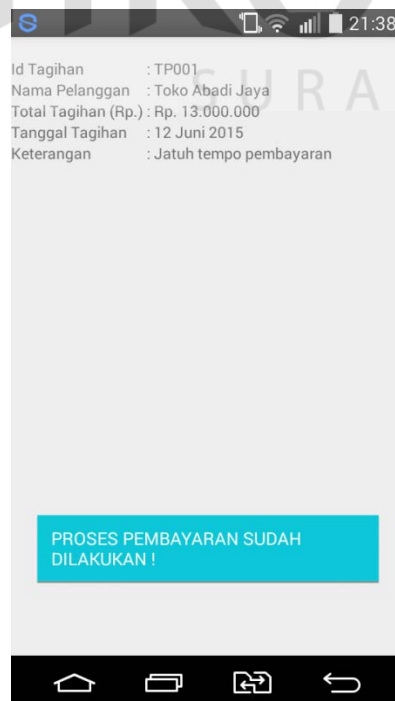 21:38
Id Tagihan : TP001
Nama Pelanggan : Toko Abadi Jaya
Total Tagihan (Rp.) : Rp. 13.000.000
Tanggal Tagihan : 12 Juni 2015
Keterangan : Jatuh tempo pembayaran
SURA
PROSES PEMBAYARAN SUDAH
DILAKUKAN !